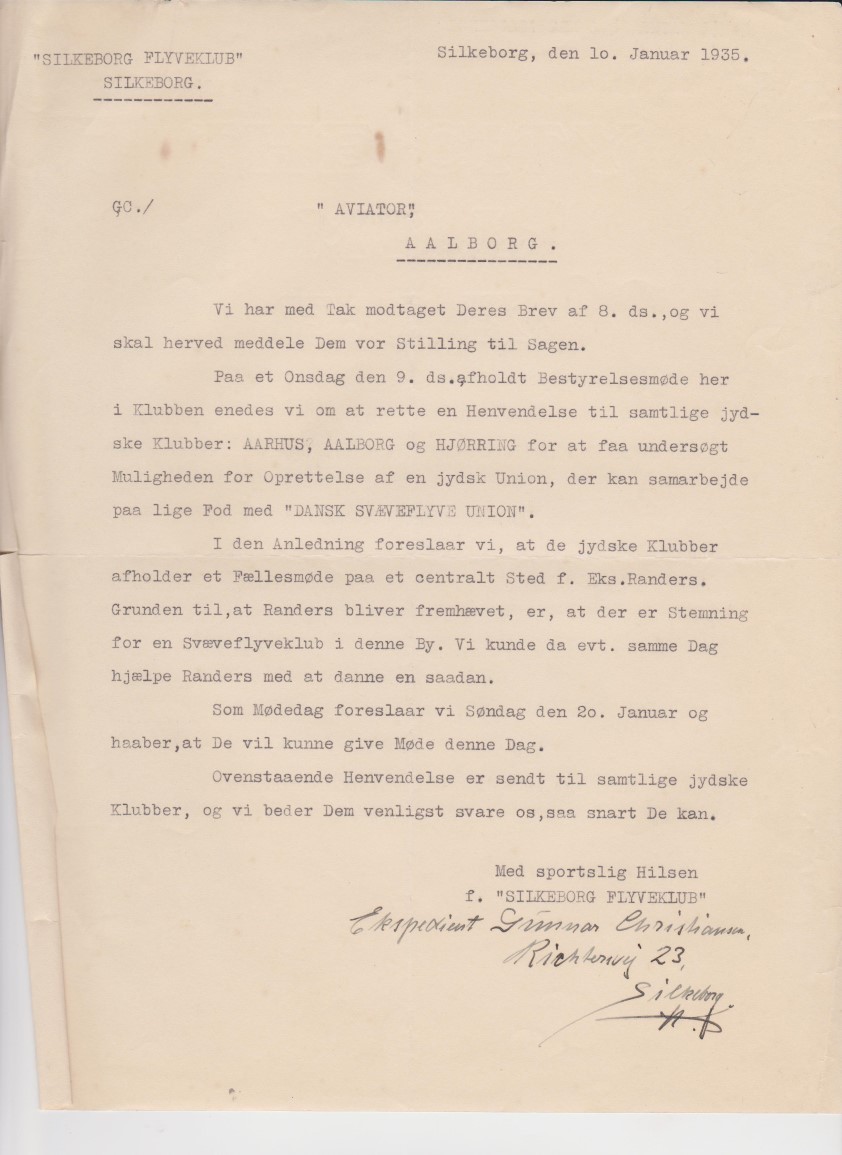 "SILKEBORG FLYVEKLUB"
SILKEBORG.
Silkeborg, den 1o. Januar 1935.
GC./
" AVIATOR",
A A L B O R G .
Vi har med Tak modtaget Deres Brev af 8. ds.,og vi
skal herved meddele Dem vor Stilling til Sagen.
Paa et Onsdag den 9. ds.afholdt Bestyrelsesmøde her
i Klubben enedes vi om at rette en Henvendelse til samtlige jyd-
ske Klubber: AARHUS, AALBORG og HJØRRING for at faa undersøgt
Muligheden for Oprettelse af en jydsk Union, der kan samarbejde
paa lige Fod med "DANSK SVÆVEFLYVE UNION".
I den Anledning foreslaar vi, at de jydske Klubber
afholder et Fællesmøde paa et centralt Sted f. Eks.Randers.
Grunden til,at Randers bliver fremhævet, er, at der er Stemning
for en Svæveflyveklub i denne By. Vi kunde da evt. samme Dag
hjælpe Randers med at danne en saadan.
Som Mødedag foreslaar vi Søndag den 2o. Januar og
haaber,at De vil kunne give Møde denne Dag.
Ovenstaaende Henvendelse er sendt til samtlige jydske
Klubber, og vi beder Dem venligst svare os,saa snart De kan.
Med sportslig Hilsen
f. "SILKEBORG FLYVEKLUB"
Ekspedient Gunnar Christiansen,
Richtersvej 23,
Silkeborg.